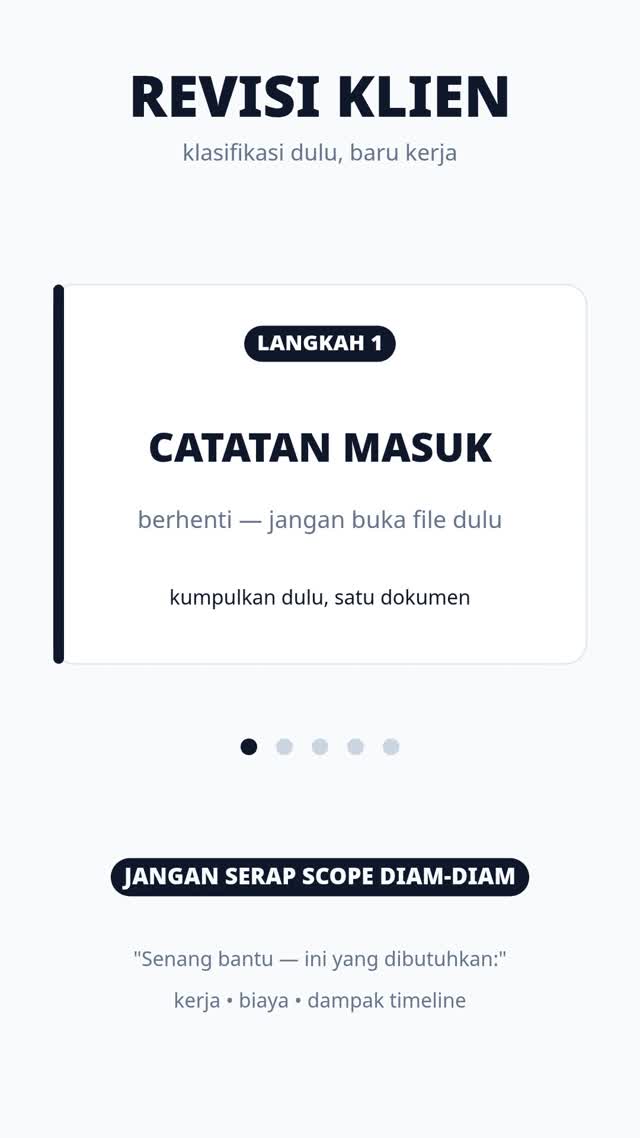 REVISI KLIEN
klasifikasi dulu, baru kerja
LANGKAH 1
CATATAN MASUK
berhenti — jangan buka file dulu
kumpulkan dulu, satu dokumen
JANGAN SERAP SCOPE DIAM-DIAM
"Senang bantu — ini yang dibutuhkan:"
kerja • biaya • dampak timeline